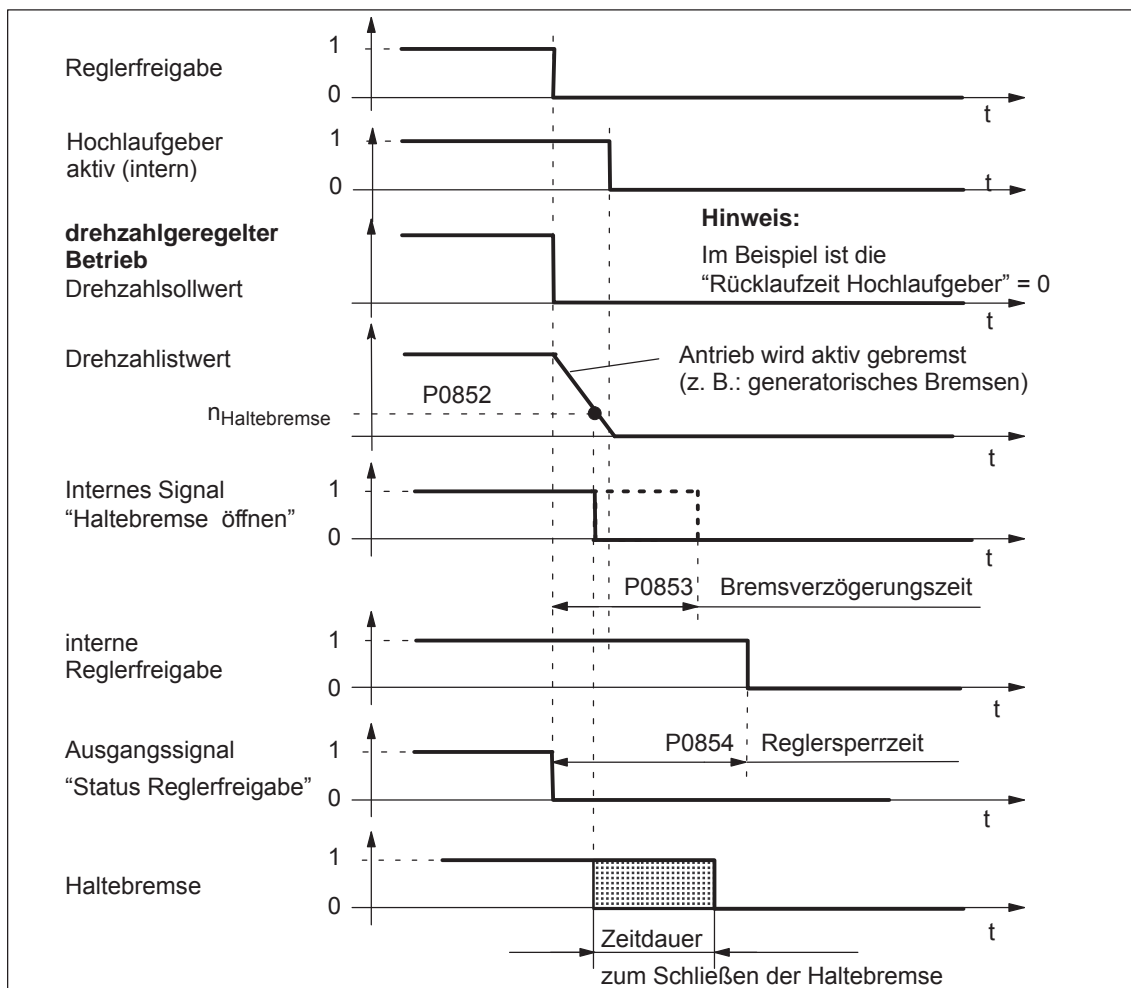 1
Reglerfreigabe
0
t
Hochlaufgeber
aktiv (intern)
1
0
t
drehzahlgeregelter
Betrieb
Drehzahlsollwert
Hinweis:
Im Beispiel ist die
“Rücklaufzeit Hochlaufgeber” = 0
t
Drehzahlistwert
Antrieb wird aktiv gebremst
(z. B.: generatorisches Bremsen)
P0852
nHaltebremse
t
Internes Signal
“Haltebremse öffnen”
1
0
t
P0853 Bremsverzögerungszeit
interne
Reglerfreigabe
1
0
t
Ausgangssignal
“Status Reglerfreigabe”
1
0
P0854 Reglersperrzeit
t
Haltebremse
1
0
t
Zeitdauer
zum Schließen der Haltebremse